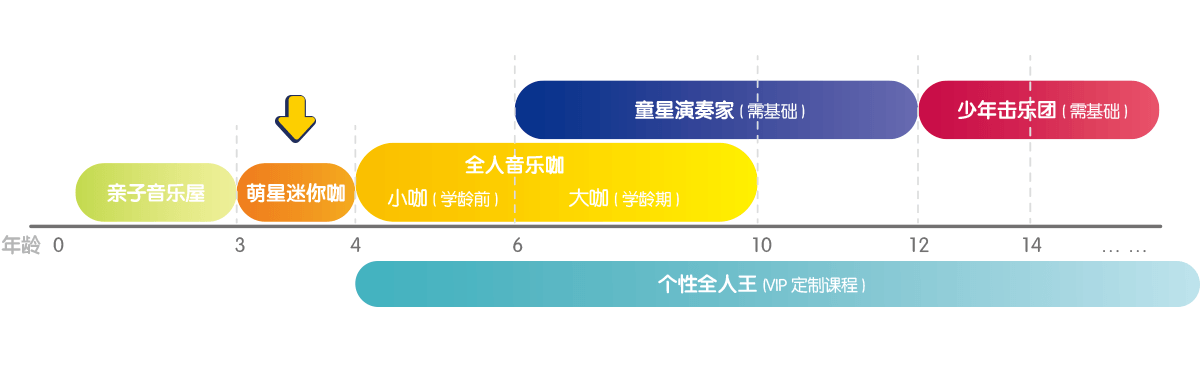 童星演奏家 ( 需基础 )
少年击乐团 ( 需基础 )
全人音乐咖
亲子音乐屋
萌星迷你咖
小咖 ( 学龄前 )
大咖 ( 学龄期 )
年龄 0 3 4 6 10 12 14 … …
个性全人王 (VIP 定制课程 )